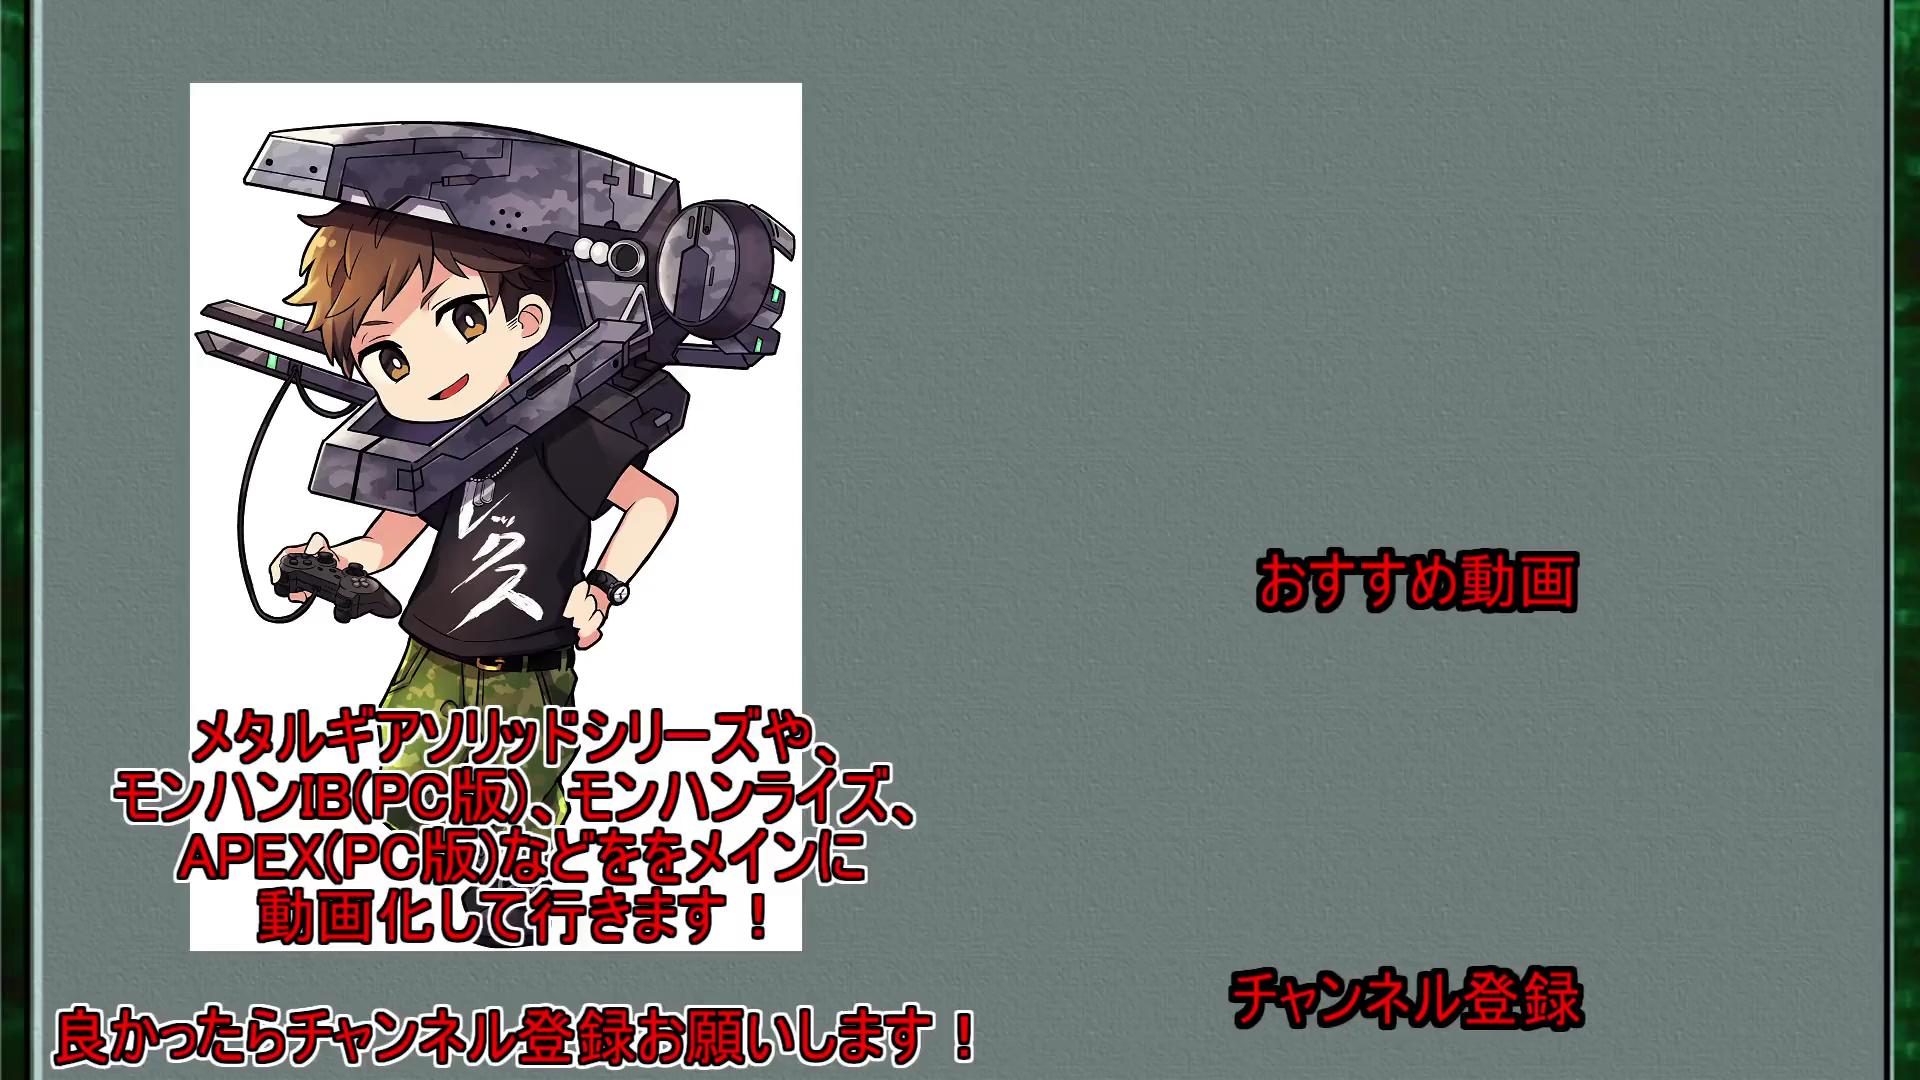 レックス
メタルギアソリッドシリーズや、
モンハンIB(PC版)、モンハンライズ、
APEX(PC版)などををメインに
動画化して行きます！
良かったらチャンネル登録お願いします！
おすすめ動画
チャンネル登録